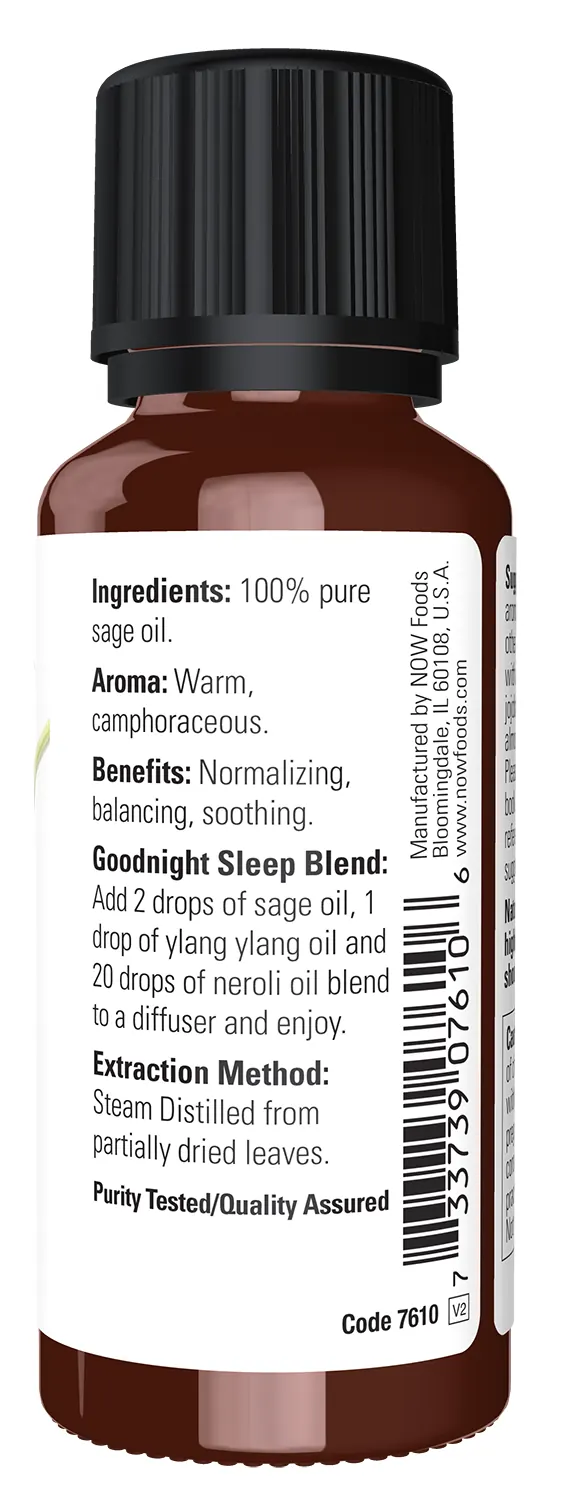 Ingredients: 100% pure
sage oil.
Aroma: Warm,
camphoraceous.
Benefits: Normalizing,
balancing, soothing.
Goodnight Sleep Blend:
Add 2 drops of sage oil, 1
drop of ylang ylang oil and
20 drops of neroli oil blend
to a diffuser and enjoy.
Extraction Method:
Steam Distilled from
partially dried leaves.
Purity Tested/Quality Assured
Code 7610 V2
Manufactured by NOW Foods
Bloomingdale, IL 60108, U.S.A.
www.nowfoods.com
7 33739 07610 6